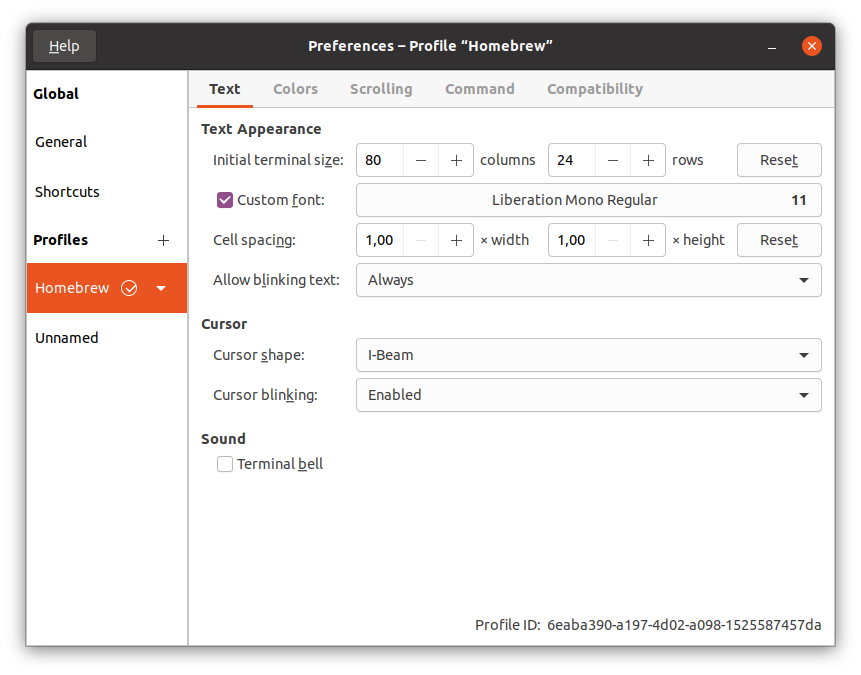 Help
Preferences – Profile “Homebrew”
Global
General
Shortcuts
Profiles
Homebrew
Unnamed
Text Colors Scrolling Command Compatibility
Text Appearance
Initial terminal size: 80 − + columns 24 − + rows Reset
Custom font: Liberation Mono Regular 11
Cell spacing: 1,00 − + × width 1,00 − + × height Reset
Allow blinking text: Always
Cursor
Cursor shape: I-Beam
Cursor blinking: Enabled
Sound
Terminal bell
Profile ID: 6eaba390-a197-4d02-a098-1525587457da